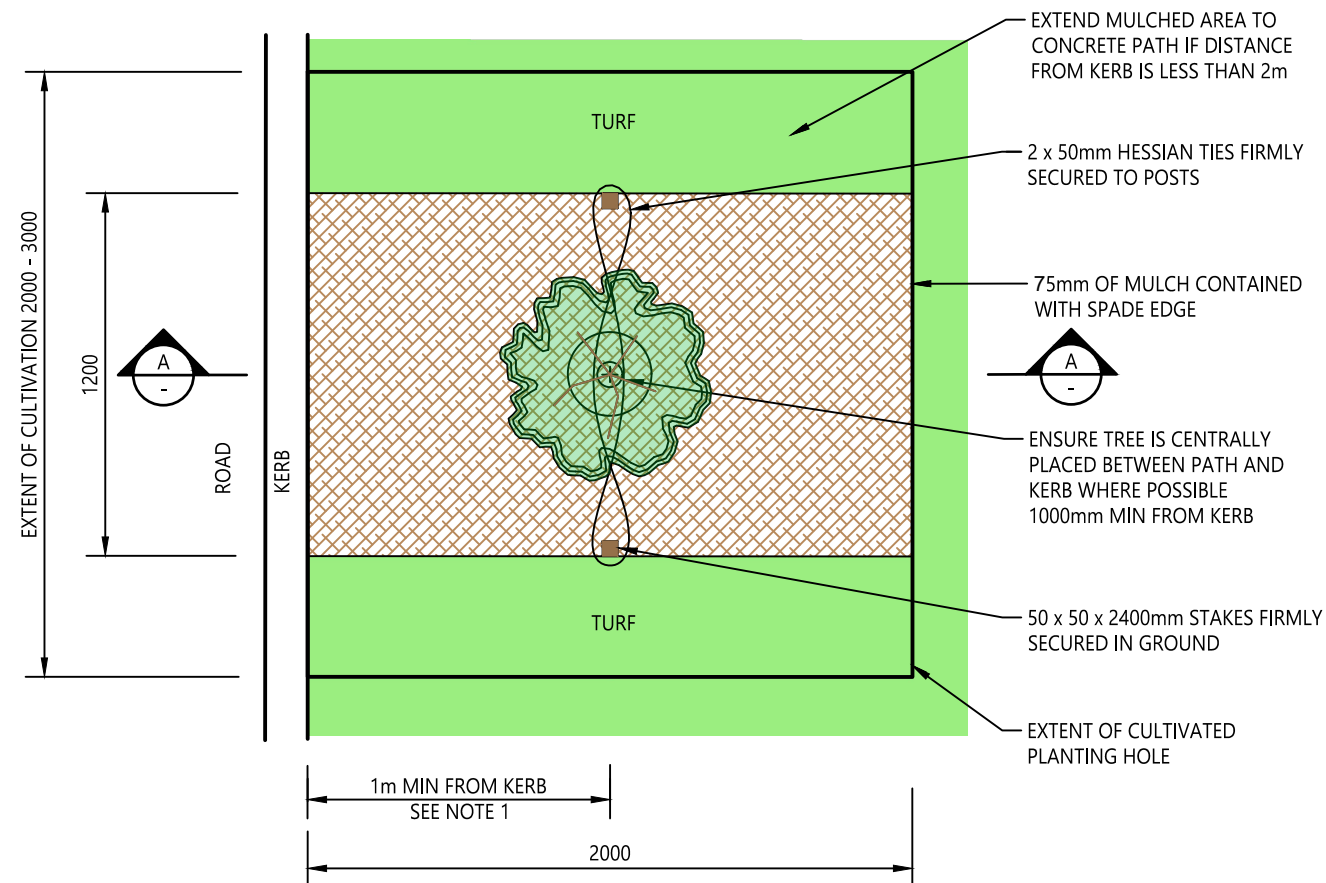 EXTEND MULCHED AREA TO
CONCRETE PATH IF DISTANCE
FROM KERB IS LESS THAN 2m
TURF
2 x 50mm HESSIAN TIES FIRMLY
SECURED TO POSTS
EXTENT OF CULTIVATION 2000 - 3000
1200
75mm OF MULCH CONTAINED
WITH SPADE EDGE
A
-
A
-
ROAD
KERB
ENSURE TREE IS CENTRALLY
PLACED BETWEEN PATH AND
KERB WHERE POSSIBLE
1000mm MIN FROM KERB
TURF
50 x 50 x 2400mm STAKES FIRMLY
SECURED IN GROUND
EXTENT OF CULTIVATED
PLANTING HOLE
1m MIN FROM KERB
SEE NOTE 1
2000